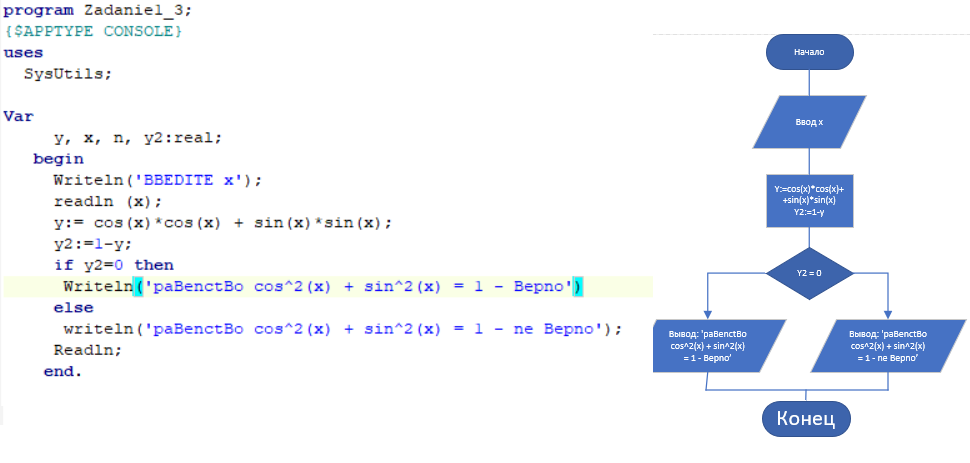 program Zadanie1_3;
{$APPTYPE CONSOLE}
uses
SysUtils;
Var
y, x, n, y2:real;
begin
Writeln('BBEDITE x');
readln (x);
y:= cos(x)*cos(x) + sin(x)*sin(x);
y2:=1-y;
if y2=0 then
Writeln('paBenctBo cos^2(x) + sin^2(x) = 1 - Bepno')
else
writeln('paBenctBo cos^2(x) + sin^2(x) = 1 - ne Bepno');
Readln;
end.
Начало
Ввод x
Y:=cos(x)*cos(x)+
+sin(x)*sin(x)
Y2:=1-y
Y2 = 0
Вывод: 'paBenctBo
cos^2(x) + sin^2(x)
= 1 - Bepno'
Вывод: 'paBenctBo
cos^2(x) + sin^2(x)
= 1 - ne Bepno'
Конец